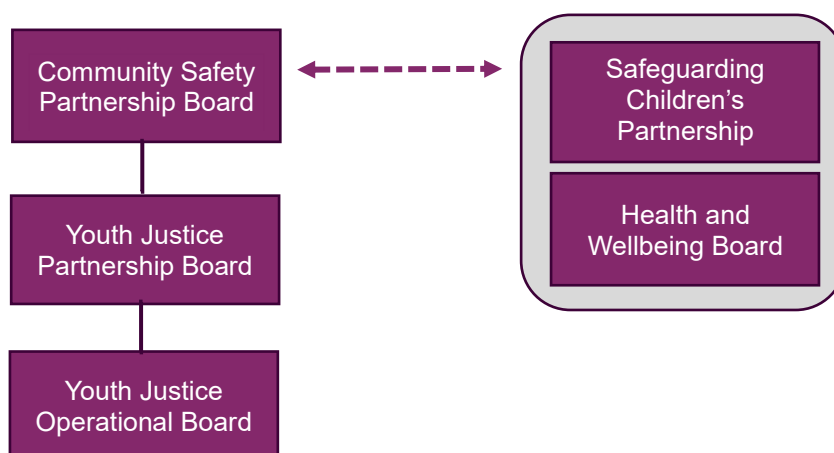 Community Safety
Partnership Board
Safeguarding
Children’s
Partnership
Youth Justice
Partnership Board
Health and
Wellbeing Board
Youth Justice
Operational Board